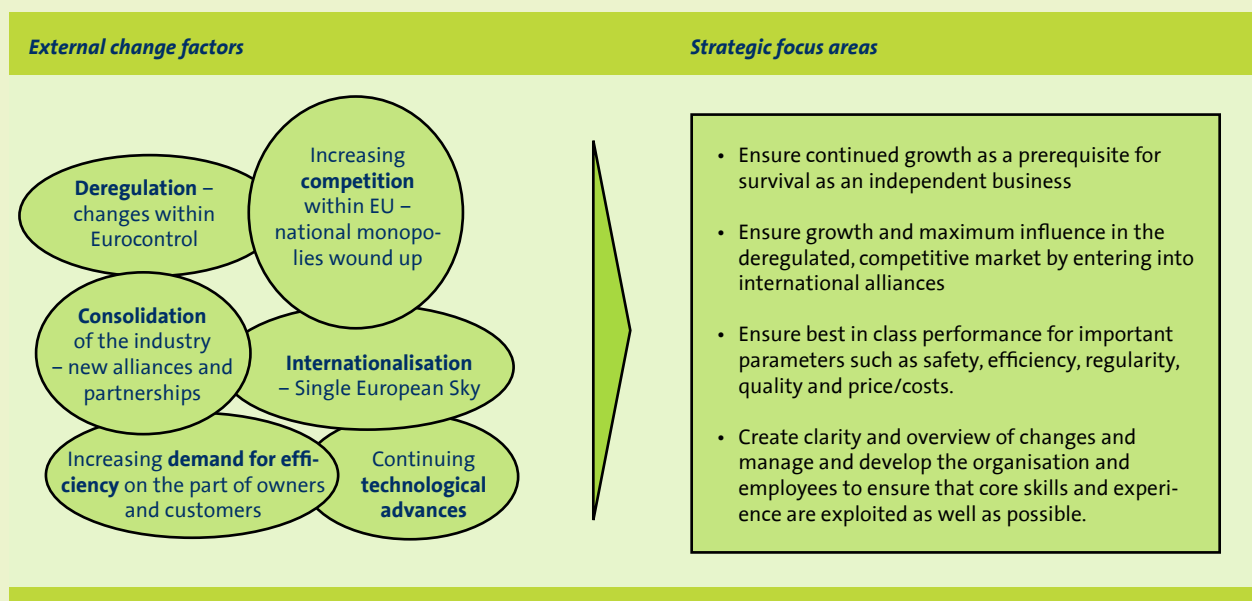 External change factors
Strategic focus areas
Deregulation –
changes within
Eurocontrol
Increasing
competition
within EU –
national monopo-
lies wound up
Consolidation
of the industry
– new alliances and
partnerships
Internationalisation
– Single European Sky
Increasing demand for effi-
ciency on the part of owners
and customers
Continuing
technological
advances
• Ensure continued growth as a prerequisite for
survival as an independent business
• Ensure growth and maximum influence in the
deregulated, competitive market by entering into
international alliances
• Ensure best in class performance for important
parameters such as safety, efficiency, regularity,
quality and price/costs.
• Create clarity and overview of changes and
manage and develop the organisation and
employees to ensure that core skills and experi-
ence are exploited as well as possible.